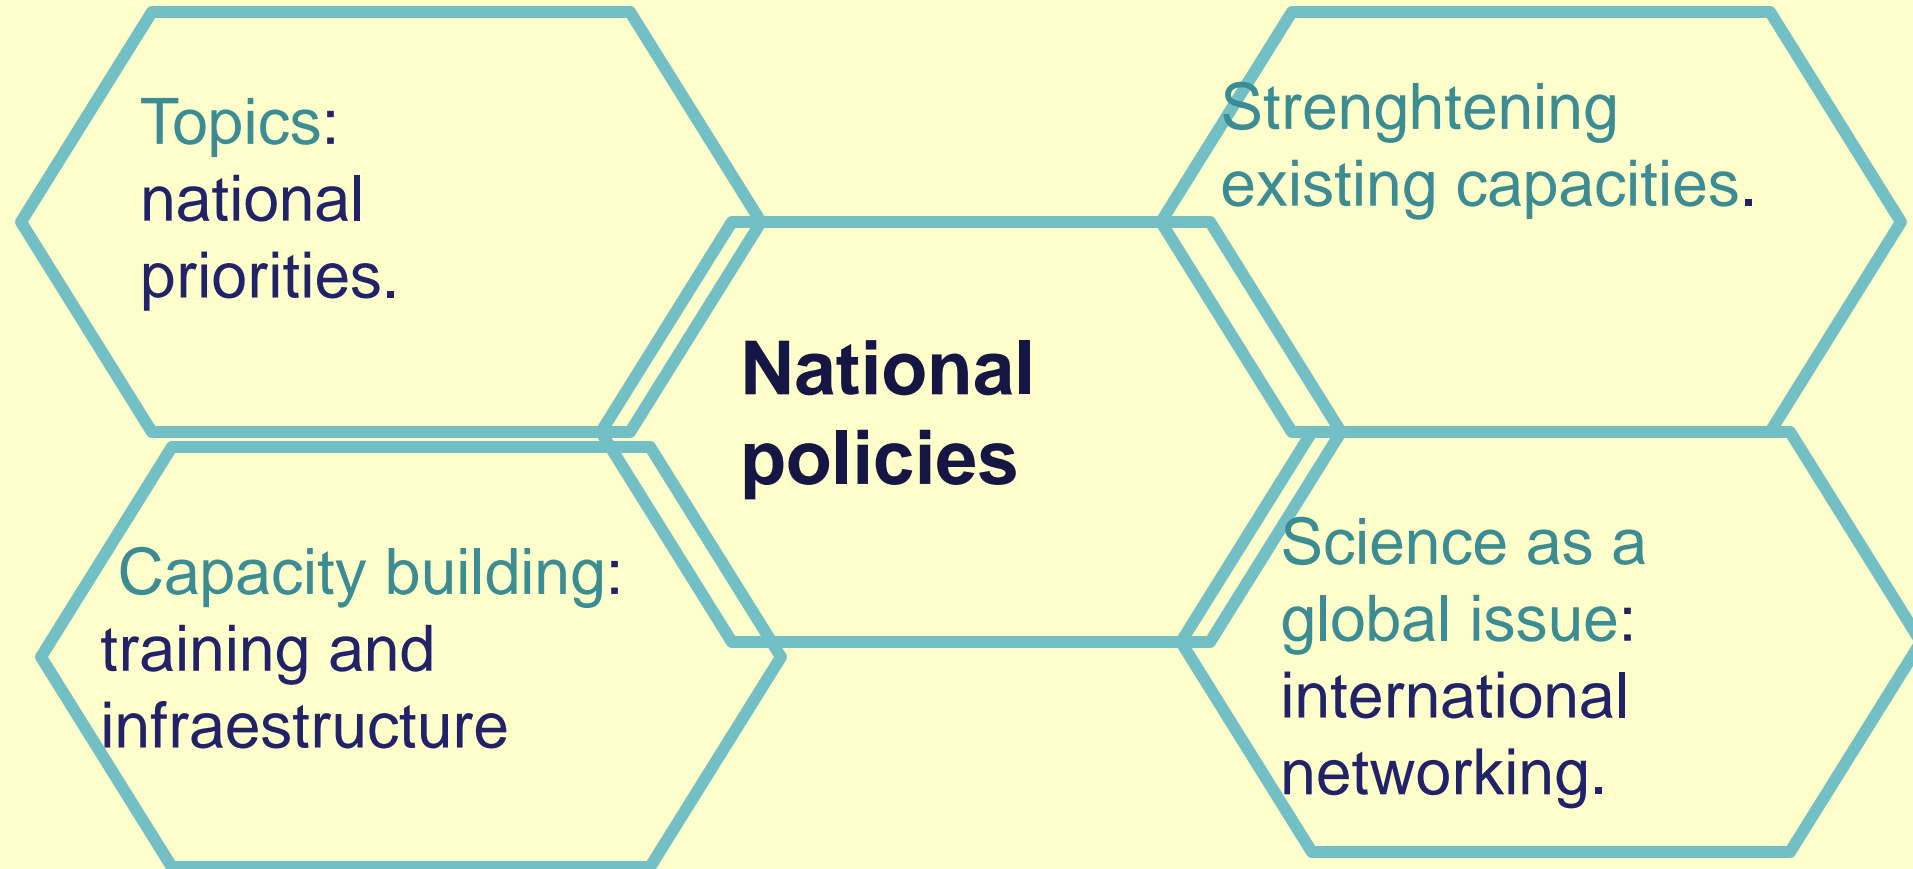 Topics:
national
priorities.
Strenghtening
existing capacities.
National
policies
Capacity building:
training and
infraestructure
Science as a
global issue:
international
networking.